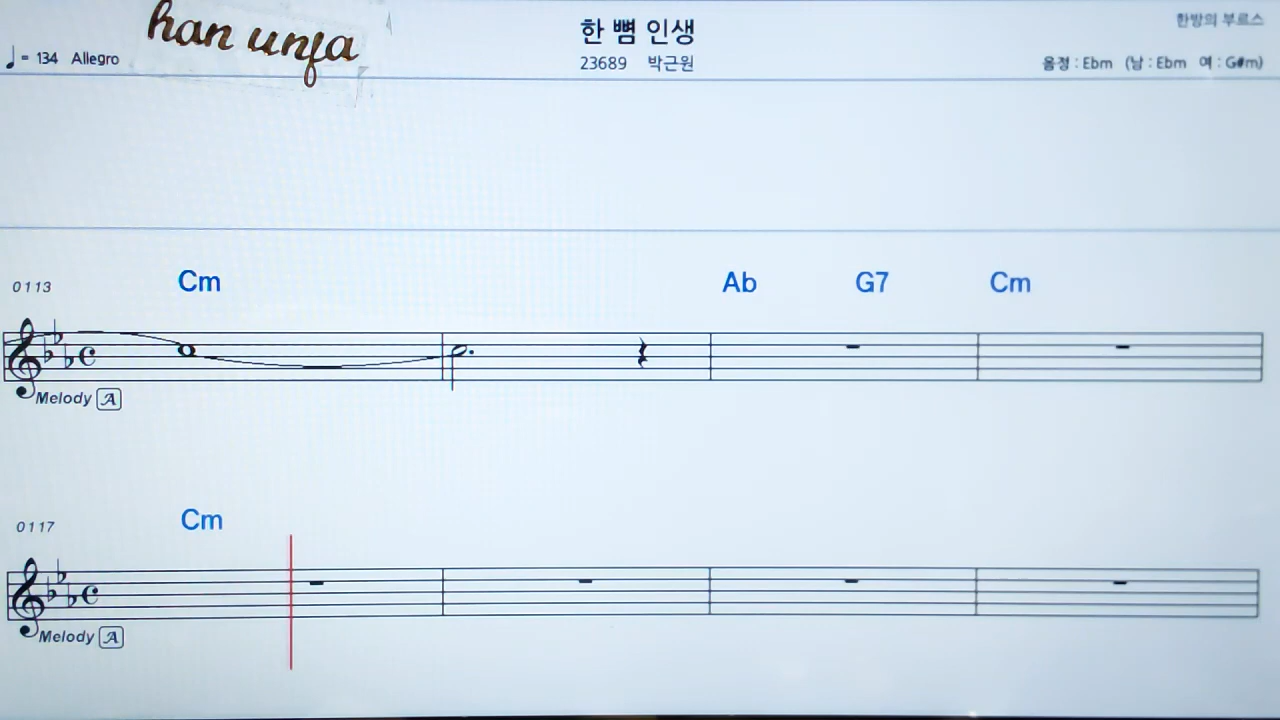 han unja
한 뼘 인생
한방의 부르스
♩= 134 Allegro
23689 박근원
음정 : Ebm (남 : Ebm 여 : G#m)
0113 Cm Ab G7 Cm
Melody A
0117 Cm
Melody A